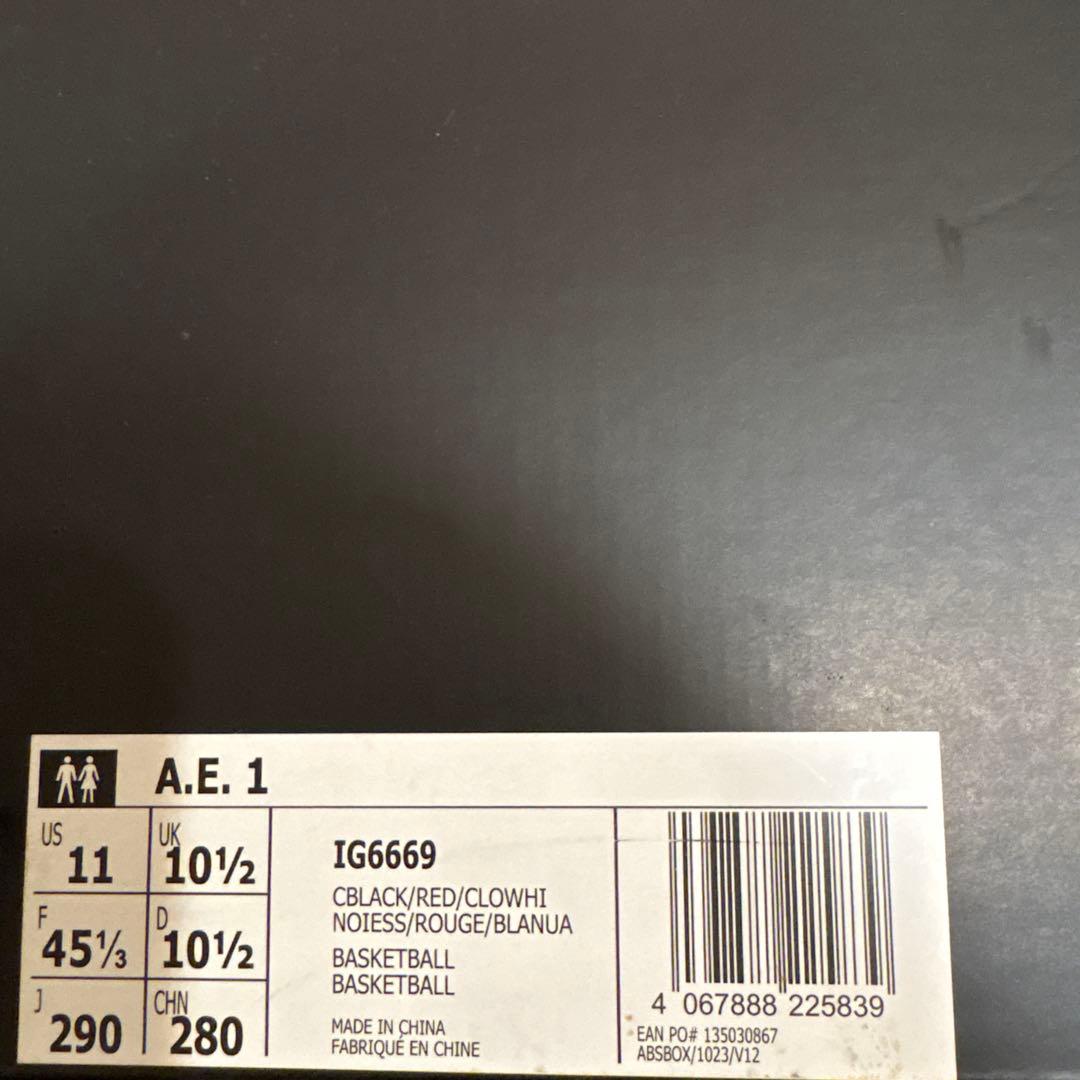 A.E. 1
US 11
UK 10½
F 45⅓
D 10½
J 290
CHN 280
IG6669
CBLACK/RED/CLOWHI
NOIESS/ROUGE/BLANUA
BASKETBALL
BASKETBALL
MADE IN CHINA
FABRIQUÉ EN CHINE
4 067888 225839
EAN PO# 135030867
ABSBOX/1023/V12